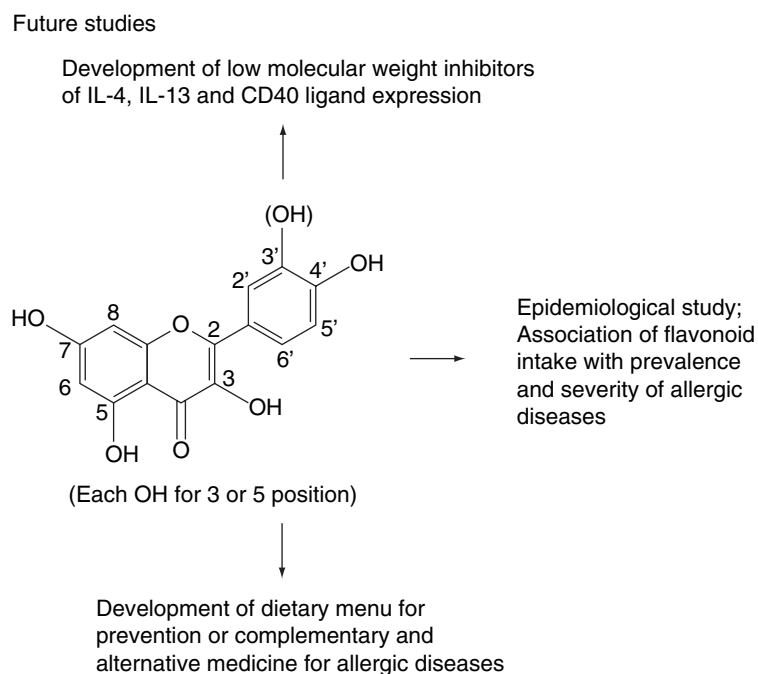 Future studies
Development of low molecular weight inhibitors
of IL-4, IL-13 and CD40 ligand expression
(OH)
3'
4'
OH
2'
HO
8
O
2
5'
7
6'
6
3
5
OH
OH
O
(Each OH for 3 or 5 position)
Epidemiological study;
Association of flavonoid
intake with prevalence
and severity of allergic
diseases
Development of dietary menu for
prevention or complementary and
alternative medicine for allergic diseases